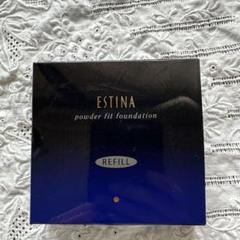 ESTINA
powder fit foundation
REFILL